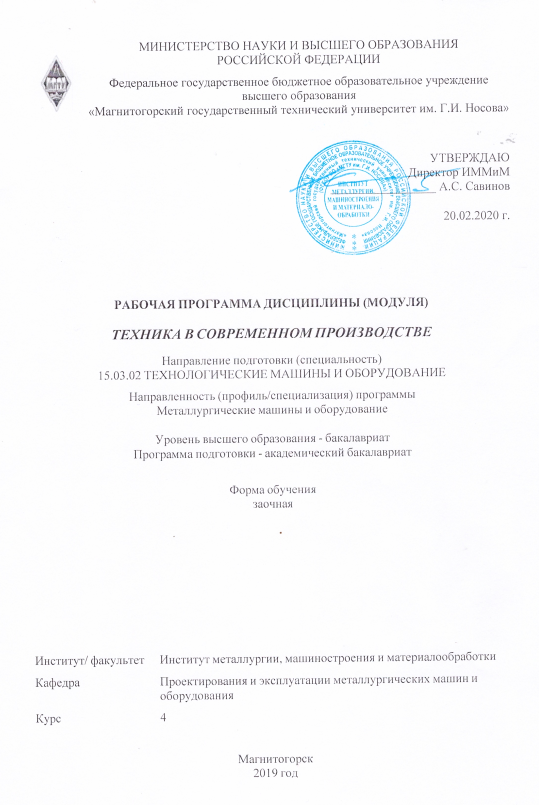 МИНИСТЕРСТВО НАУКИ И ВЫСШЕГО ОБРАЗОВАНИЯ
РОССИЙСКОЙ ФЕДЕРАЦИИ
Федеральное государственное бюджетное образовательное учреждение
высшего образования
«Магнитогорский государственный технический университет им. Г.И. Носова»
УТВЕРЖДАЮ
Директор ИММиМ
А.С. Савинов
20.02.2020 г.
ИНСТИТУТ
МЕТАЛЛУРГИИ,
МАШИНОСТРОЕНИЯ
И МАТЕРИАЛО-
ОБРАБОТКИ
РАБОЧАЯ ПРОГРАММА ДИСЦИПЛИНЫ (МОДУЛЯ)
ТЕХНИКА В СОВРЕМЕННОМ ПРОИЗВОДСТВЕ
Направление подготовки (специальность)
15.03.02 ТЕХНОЛОГИЧЕСКИЕ МАШИНЫ И ОБОРУДОВАНИЕ
Направленность (профиль/специализация) программы
Металлургические машины и оборудование
Уровень высшего образования - бакалавриат
Программа подготовки - академический бакалавриат
Форма обучения
заочная
Институт/ факультет Институт металлургии, машиностроения и материалообработки
Кафедра Проектирования и эксплуатации металлургических машин и
оборудования
Курс 4
Магнитогорск
2019 год